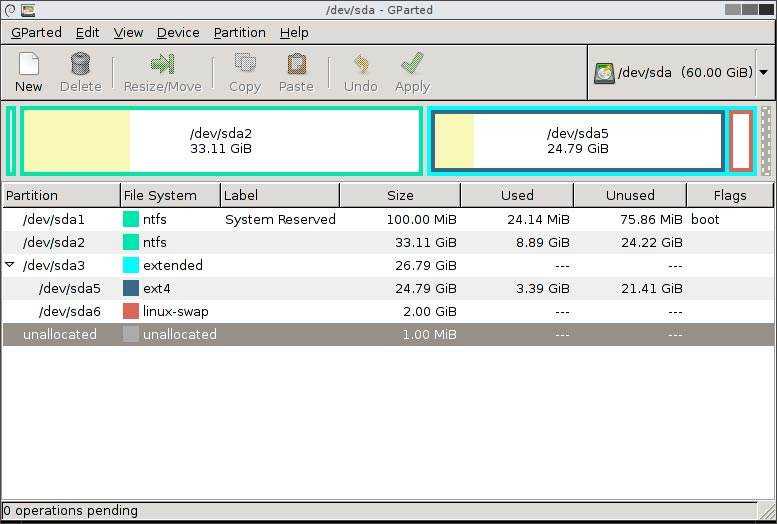 /dev/sda - GParted
GParted Edit View Device Partition Help
New Delete Resize/Move Copy Paste Undo Apply /dev/sda (60.00 GiB)
/dev/sda2 /dev/sda5
33.11 GiB 24.79 GiB
Partition File System Label Size Used Unused Flags
/dev/sda1 ntfs System Reserved 100.00 MiB 24.14 MiB 75.86 MiB boot
/dev/sda2 ntfs 33.11 GiB 8.89 GiB 24.22 GiB
/dev/sda3 extended 26.79 GiB --- ---
/dev/sda5 ext4 24.79 GiB 3.39 GiB 21.41 GiB
/dev/sda6 linux-swap 2.00 GiB --- ---
unallocated unallocated 1.00 MiB --- ---
0 operations pending